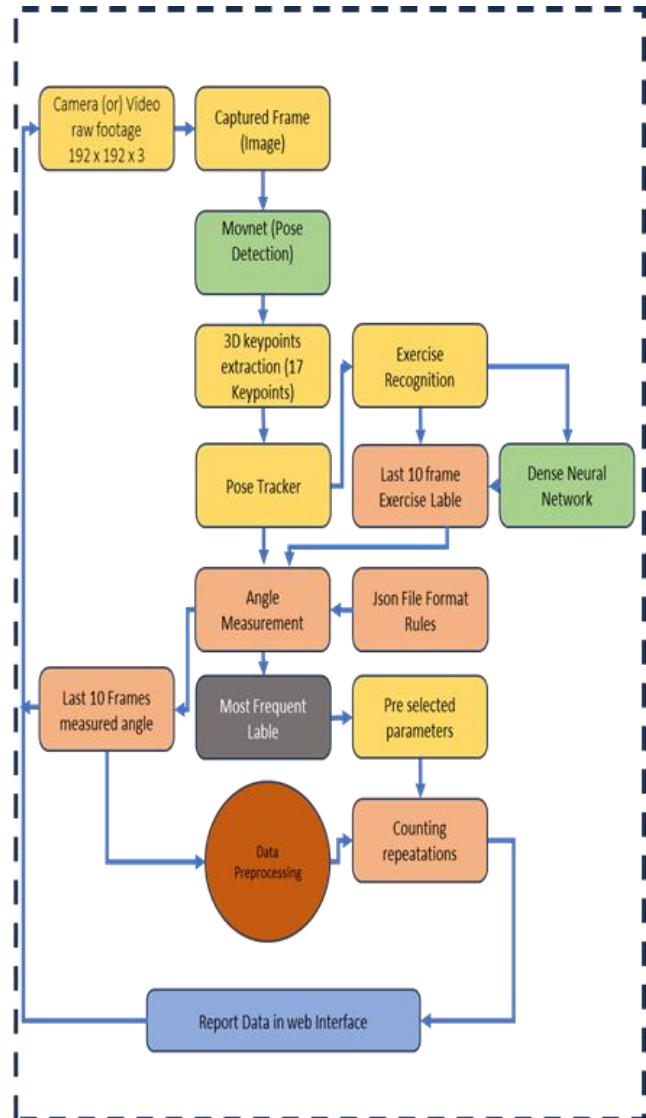 Camera (or) Video
raw footage
192 x 192 x 3
Captured Frame
(Image)
Movnet (Pose
Detection)
3D keypoints
extraction (17
Keypoints)
Exercise
Recognition
Pose Tracker
Last 10 frame
Exercise Lable
Dense Neural
Network
Angle
Measurement
Json File Format
Rules
Last 10 Frames
measured angle
Most Frequent
Lable
Pre selected
parameters
Data
Preprocessing
Counting
repeatations
Report Data in web Interface